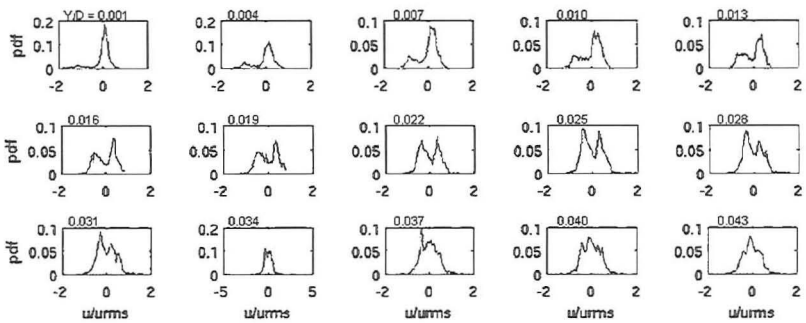 Y/D = 0.001 0.004 0.007 0.010 0.013
0.2 0.2 0.1 0.1 0.1
pdf 0.1 0.1 0.05 0.05 0.05
0 0 0 0 0
-2 0 2 -2 0 2 -2 0 2 -2 0 2 -2 0 2
0.016 0.019 0.022 0.025 0.028
0.1 0.1 0.1 0.1 0.1
pdf 0.05 0.05 0.05 0.05 0.05
0 0 0 0 0
-2 0 2 -5 0 5 -2 0 2 -2 0 2 -2 0 2
0.031 0.034 0.037 0.040 0.043
0.1 0.2 0.1 0.1 0.1
pdf 0.05 0.1 0.05 0.05 0.05
0 0 0 0 0
-2 0 2 -5 0 5 -2 0 2 -2 0 2 -2 0 2
u/urms u/urms u/urms u/urms u/urms